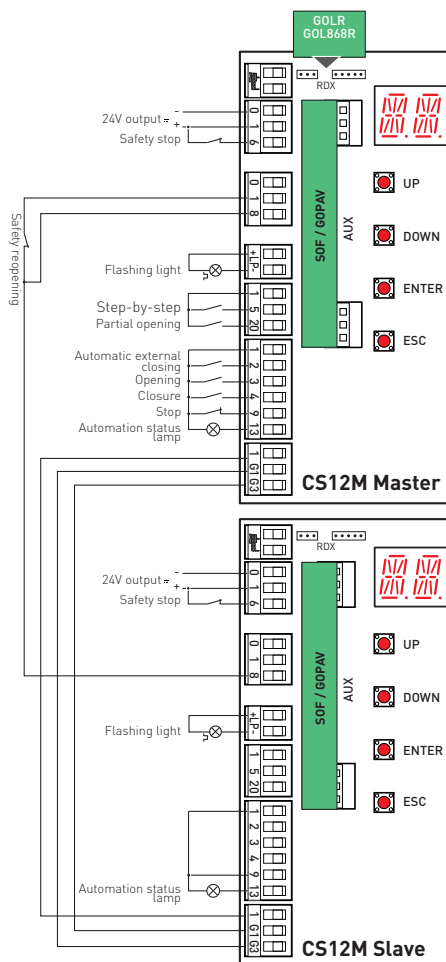 GOLR
GOL868R
RDX
24V output
-
+
Safety stop
0
1
6
0
1
8
Safety reopening
SOF / GOPAV
AUX
UP
DOWN
ENTER
ESC
Flashing light
+LP-
Step-by-step
Partial opening
1
5
20
Automatic external
closing
Opening
Closure
Stop
Automation status
lamp
1
2
3
4
9
13
1
G1
G3
CS12M Master
RDX
24V output
-
+
Safety stop
0
1
6
0
1
8
SOF / GOPAV
AUX
UP
DOWN
ENTER
ESC
Flashing light
+LP-
1
5
20
1
2
3
4
9
13
Automation status
lamp
1
G1
G3
CS12M Slave